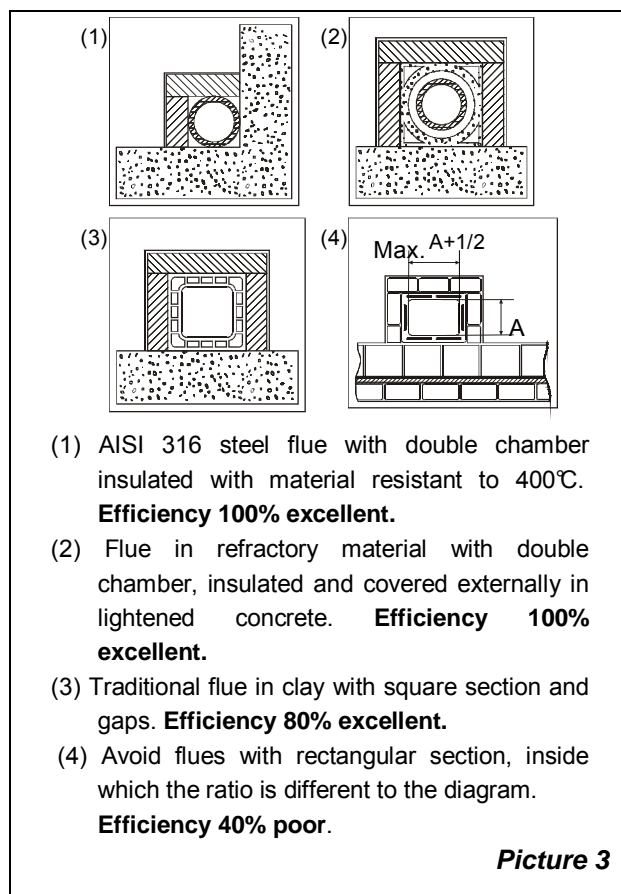 (1)
(2)
(3)
(4)
Max. A+1/2
A
(1) AISI 316 steel flue with double chamber
insulated with material resistant to 400°C.
Efficiency 100% excellent.
(2) Flue in refractory material with double
chamber, insulated and covered externally in
lightened concrete. Efficiency 100%
excellent.
(3) Traditional flue in clay with square section and
gaps. Efficiency 80% excellent.
(4) Avoid flues with rectangular section, inside
which the ratio is different to the diagram.
Efficiency 40% poor.
Picture 3